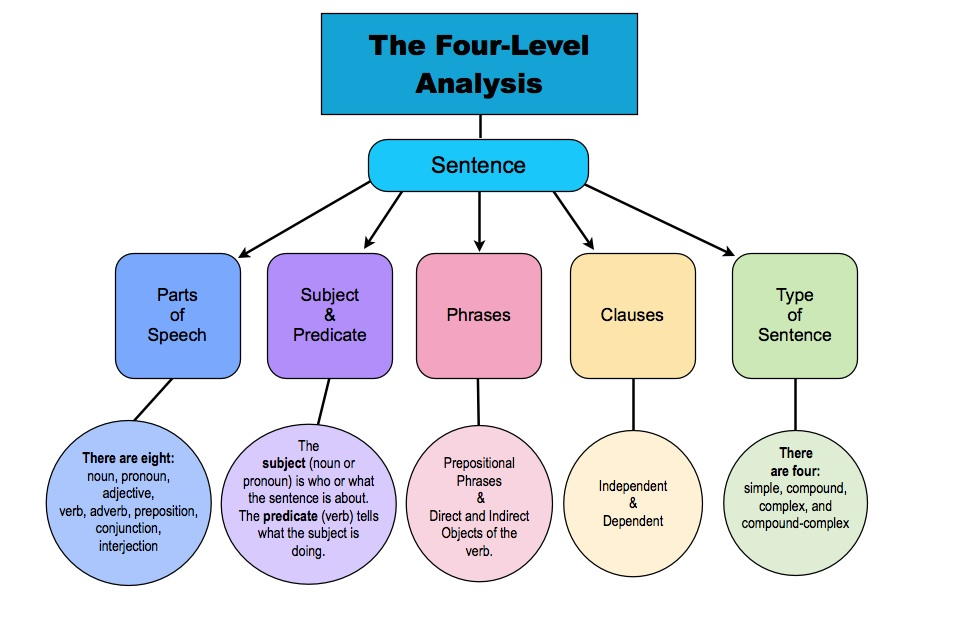 The Four-Level
Analysis
Sentence
Parts
of
Speech
Subject
&
Predicate
Phrases
Clauses
Type
of
Sentence
There are eight:
noun, pronoun,
adjective,
verb, adverb, preposition,
conjunction,
interjection
The
subject (noun or
pronoun) is who or what
the sentence is about.
The predicate (verb) tells
what the subject is
doing.
Prepositional
Phrases
&
Direct and Indirect
Objects of the
verb.
Independent
&
Dependent
There
are four:
simple, compound,
complex, and
compound-complex